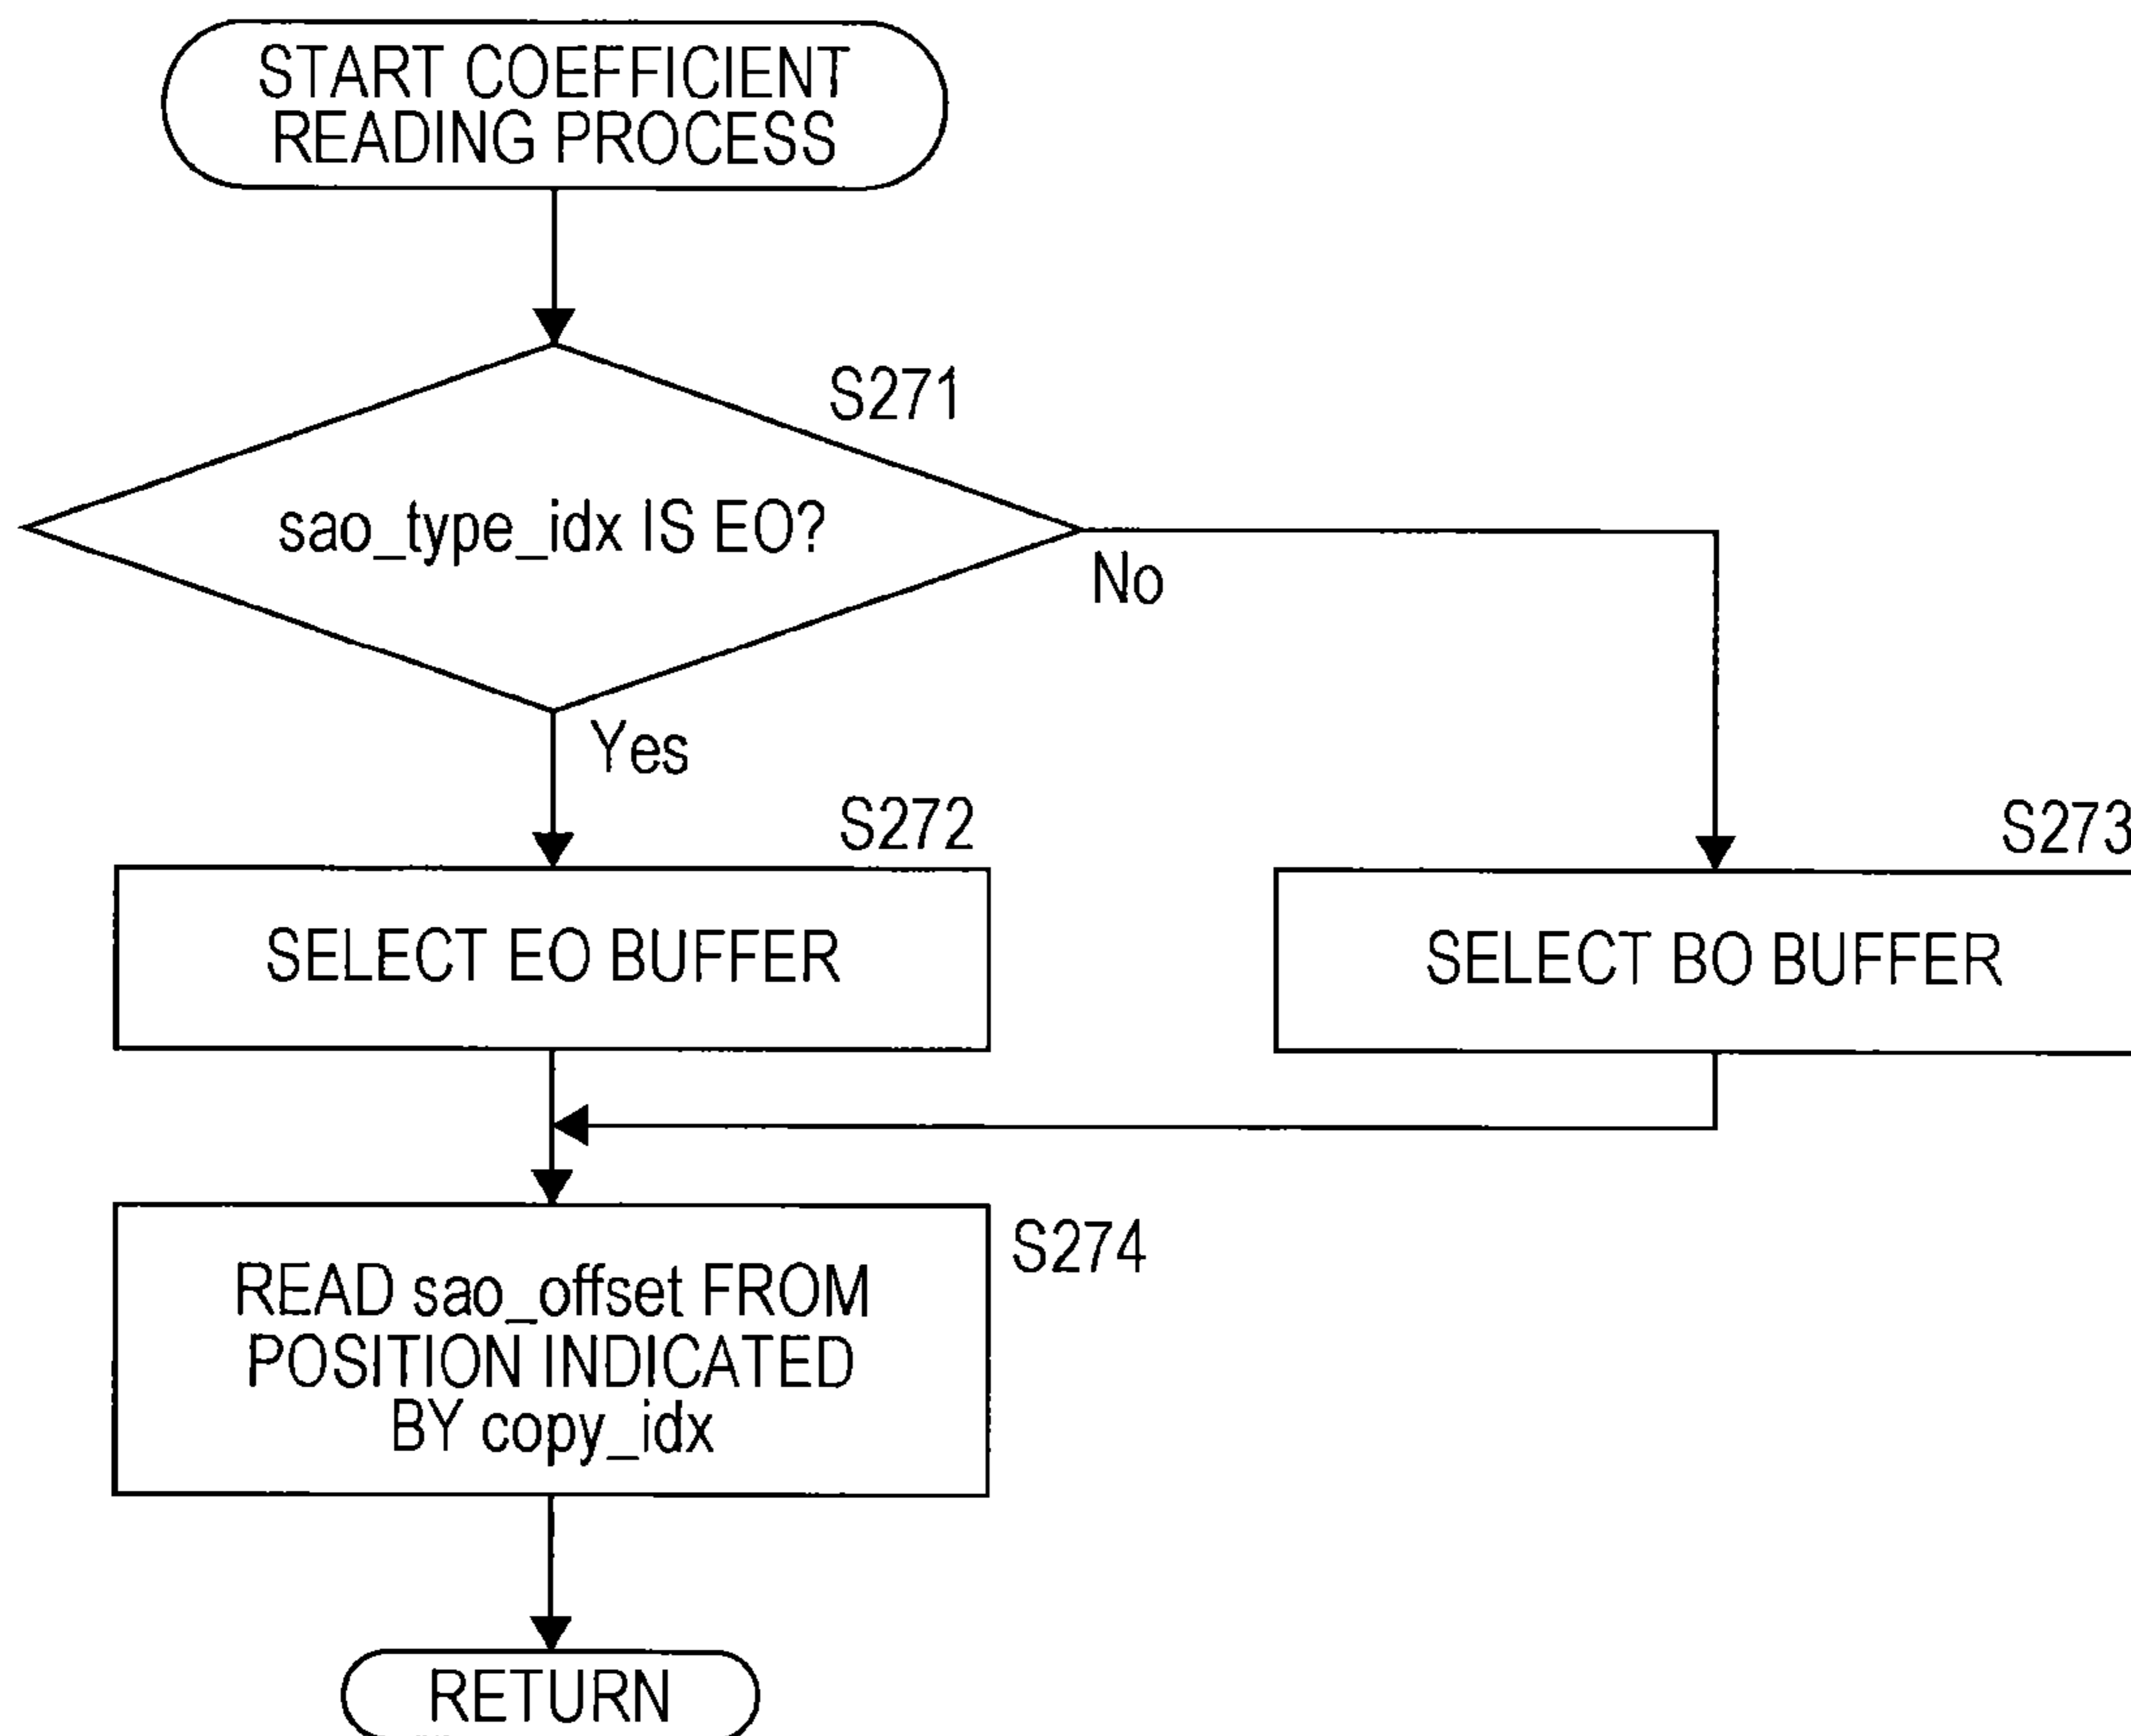 START COEFFICIENT
READING PROCESS
S271
sao_type_idx IS EO?
No
Yes
S272
S273
SELECT EO BUFFER
SELECT BO BUFFER
S274
READ sao_offset FROM
POSITION INDICATED
BY copy_idx
RETURN